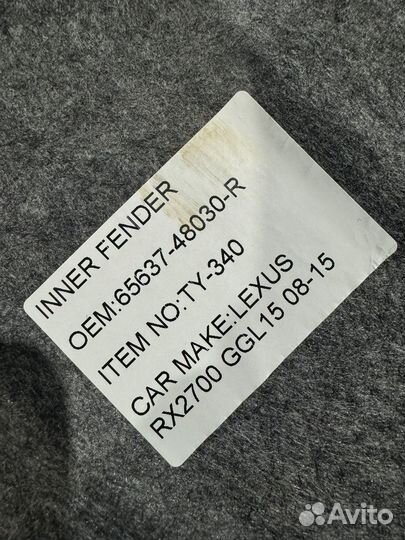 INNER FENDER
OEM:65637-48030-R
ITEM NO:TY-340
CAR MAKE:LEXUS
RX2700 GGL15 08-15
Avito